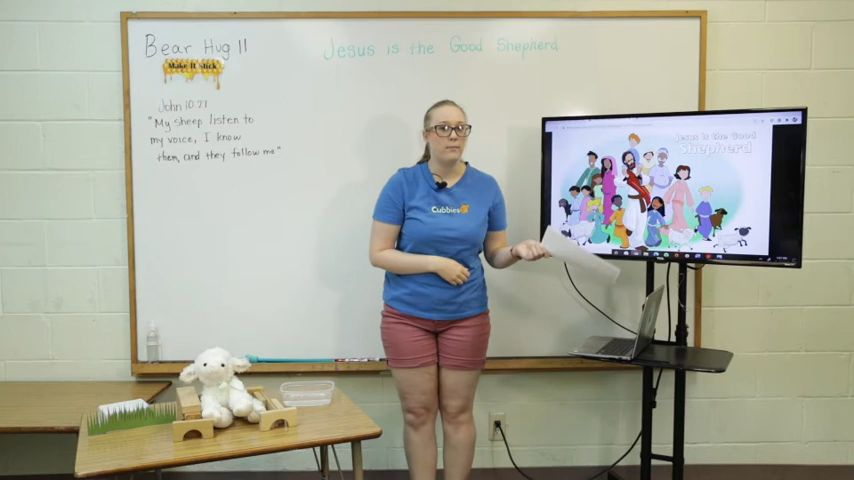 Bear Hug 11
Jesus is the Good Shepherd
Make It Stick
John 10:27
"My sheep listen to
my voice, I know
them, and they follow me"
Cubbies
Jesus is the Good
Shepherd